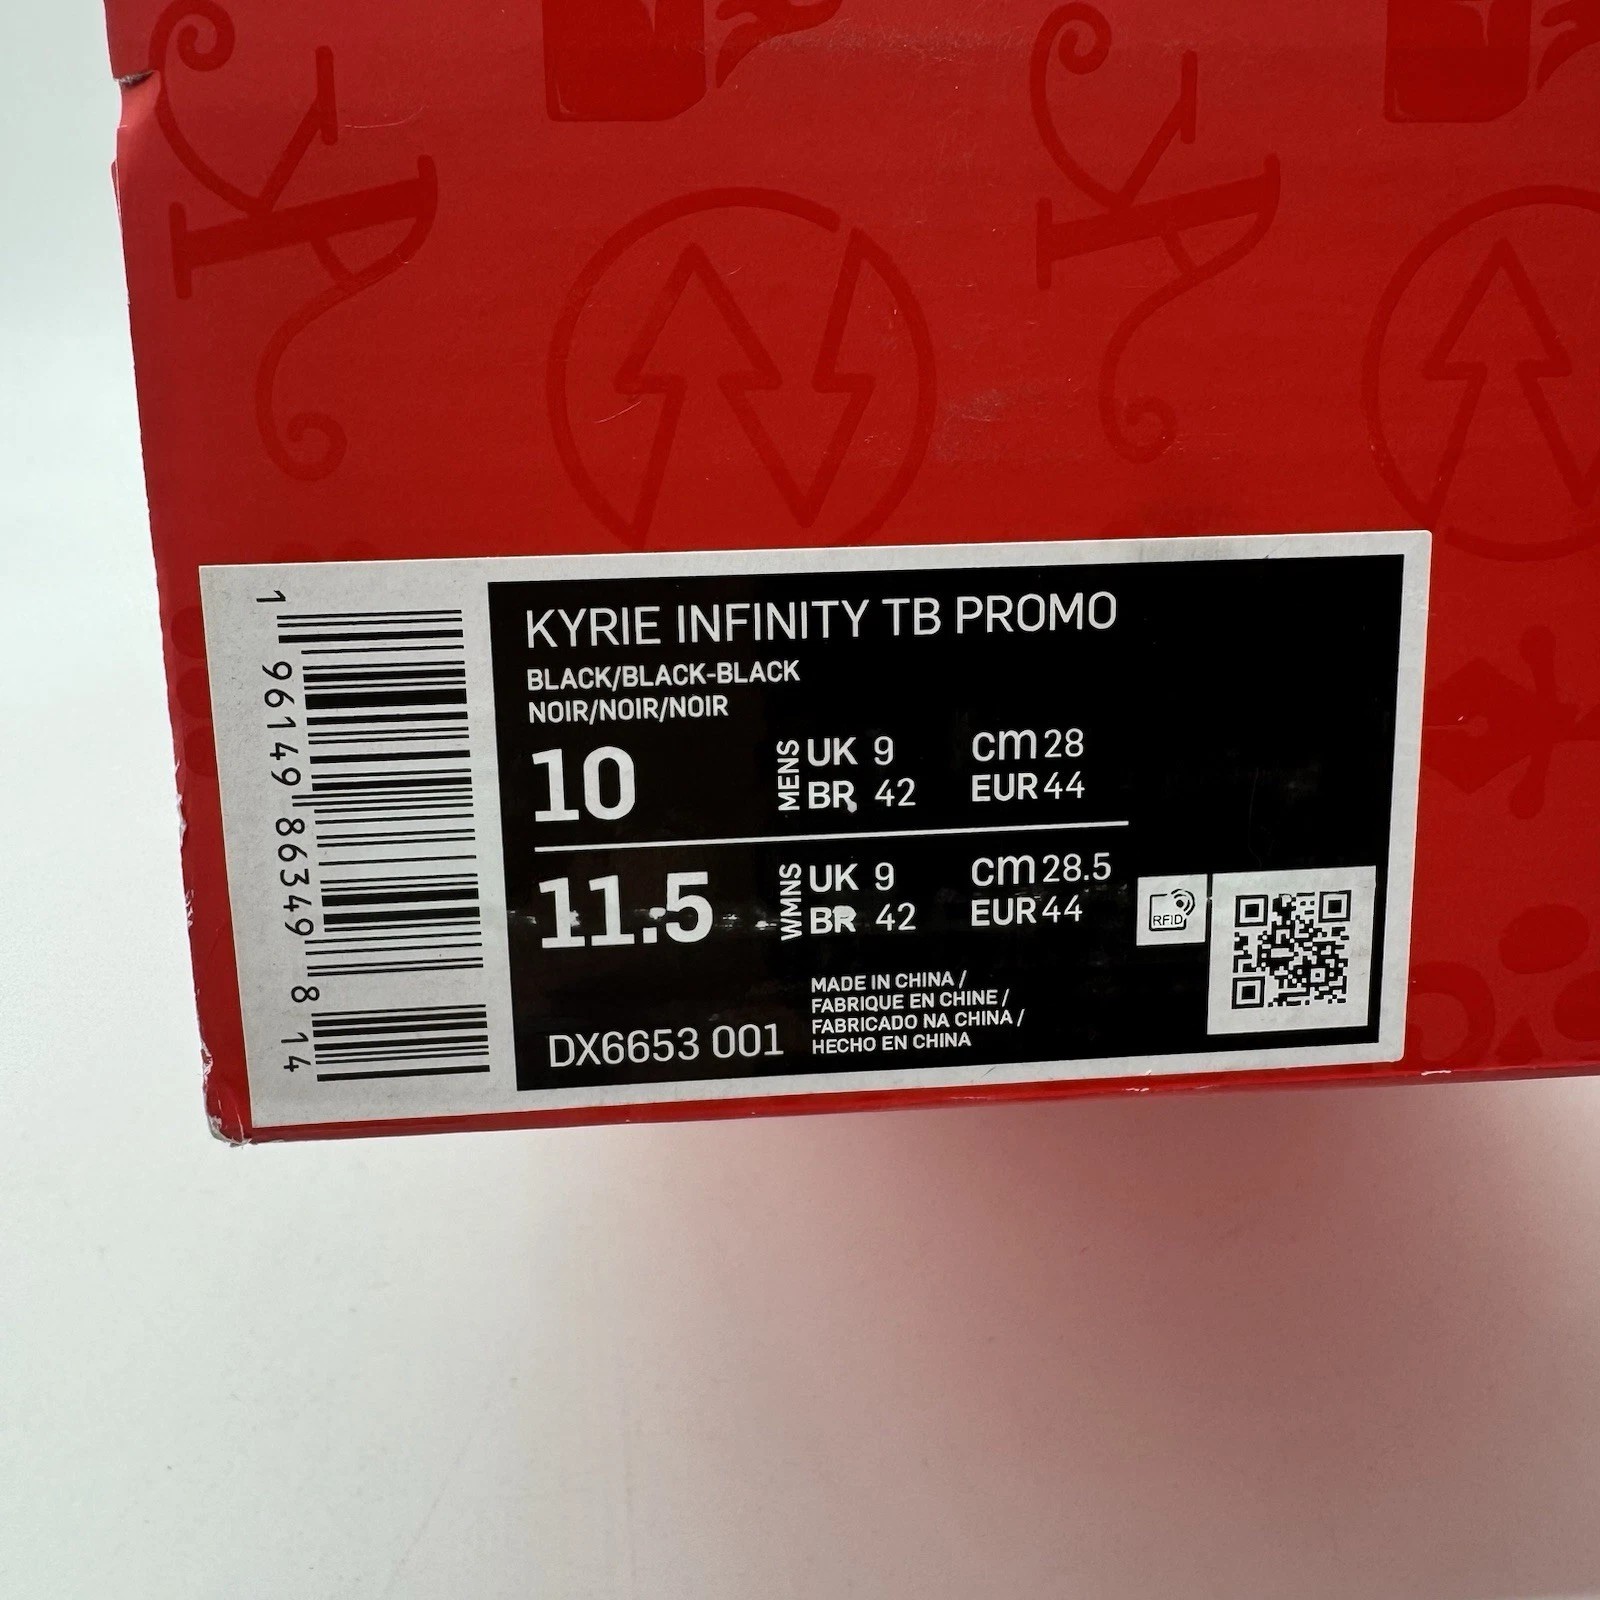 KYRIE INFINITY TB PROMO
BLACK/BLACK-BLACK
NOIR/NOIR/NOIR
10
MENS
UK 9
cm 28
BR 42
EUR 44
11.5
WMNS
UK 9
cm 28.5
BR 42
EUR 44
RFID
MADE IN CHINA /
FABRIQUE EN CHINE /
FABRICADO NA CHINA /
HECHO EN CHINA
DX6653 001
1 96149 86349 8 14